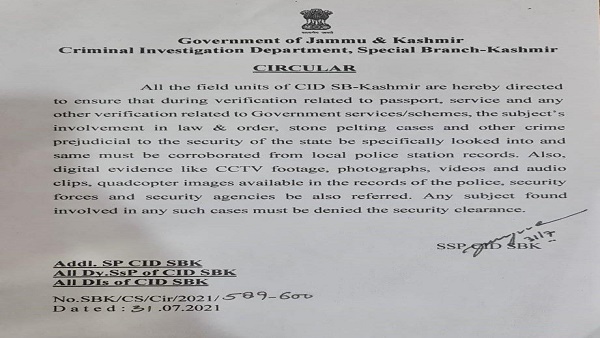 Government of Jammu & Kashmir
Criminal Investigation Department, Special Branch-Kashmir
CIRCULAR
All the field units of CID SB-Kashmir are hereby directed
to ensure that during verification related to passport, service and any
other verification related to Government services/schemes, the subject's
involvement in law & order, stone pelting cases and other crime
prejudicial to the security of the state be specifically looked into and
same must be corroborated from local police station records. Also,
digital evidence like CCTV footage, photographs, videos and audio
clips, quadcopter images available in the records of the police, security
forces and security agencies be also referred. Any subject found
involved in any such cases must be denied the security clearance.
31/7
SSP CID SBK
Addl. SP CID SBK
All Dy.SsP of CID SBK
All DIs of CID SBK
No.SBK/CS/Cir/2021/589-600
Dated: 31.07.2021